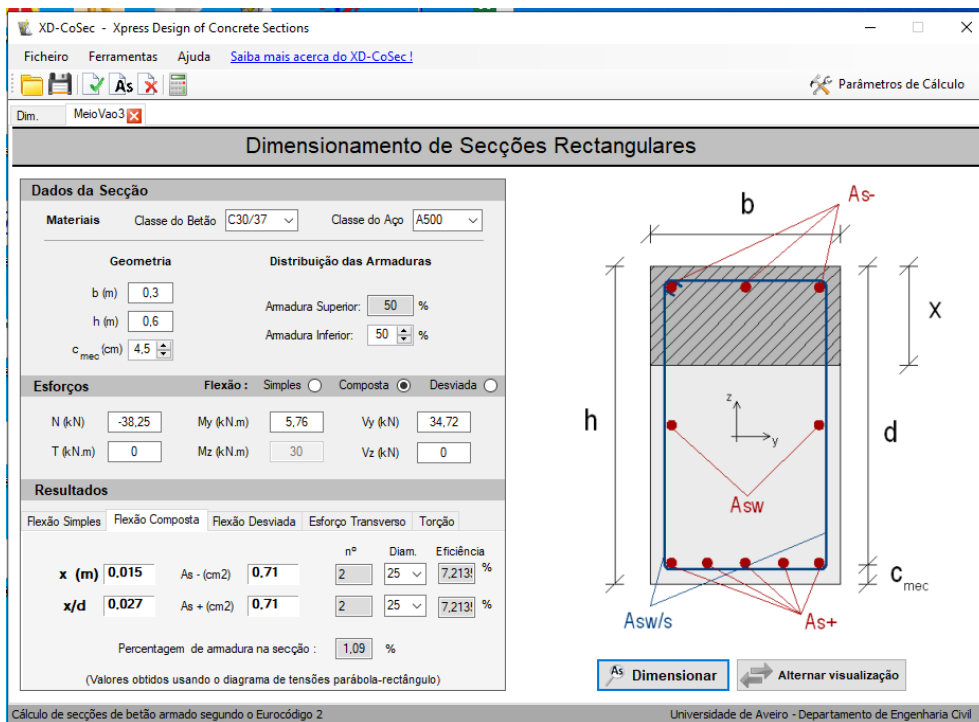 XD-CoSec - Xpress Design of Concrete Sections
Ficheiro Ferramentas Ajuda Saiba mais acerca do XD-CoSec !
As Parâmetros de Cálculo
Dim. MeioVao3
Dimensionamento de Secções Rectangulares
Dados da Secção
Materiais Classe do Betão C30/37 Classe do Aço A500
Geometria Distribuição das Armaduras
b (m) 0,3
Armadura Superior: 50 %
h (m) 0,6
Armadura Inferior: 50 %
c mec (cm) 4,5
Esforços Flexão : Simples Composta Desviada
N (kN) -38,25 My (kN.m) 5,76 Vy (kN) 34,72
T (kN.m) 0 Mz (kN.m) 30 Vz (kN) 0
Resultados
Flexão Simples Flexão Composta Flexão Desviada Esforço Transverso Torção
nº Diam. Eficiência
x (m) 0,015 As - (cm2) 0,71 2 25 7,213 %
x/d 0,027 As + (cm2) 0,71 2 25 7,213 %
Percentagem de armadura na secção : 1,09 %
(Valores obtidos usando o diagrama de tensões parábola-rectângulo)
b
As-
x
h
z
y
d
Asw
c mec
Asw/s
As+
As Dimensionar Alternar visualização
Cálculo de secções de betão armado segundo o Eurocódigo 2 Universidade de Aveiro - Departamento de Engenharia Civil